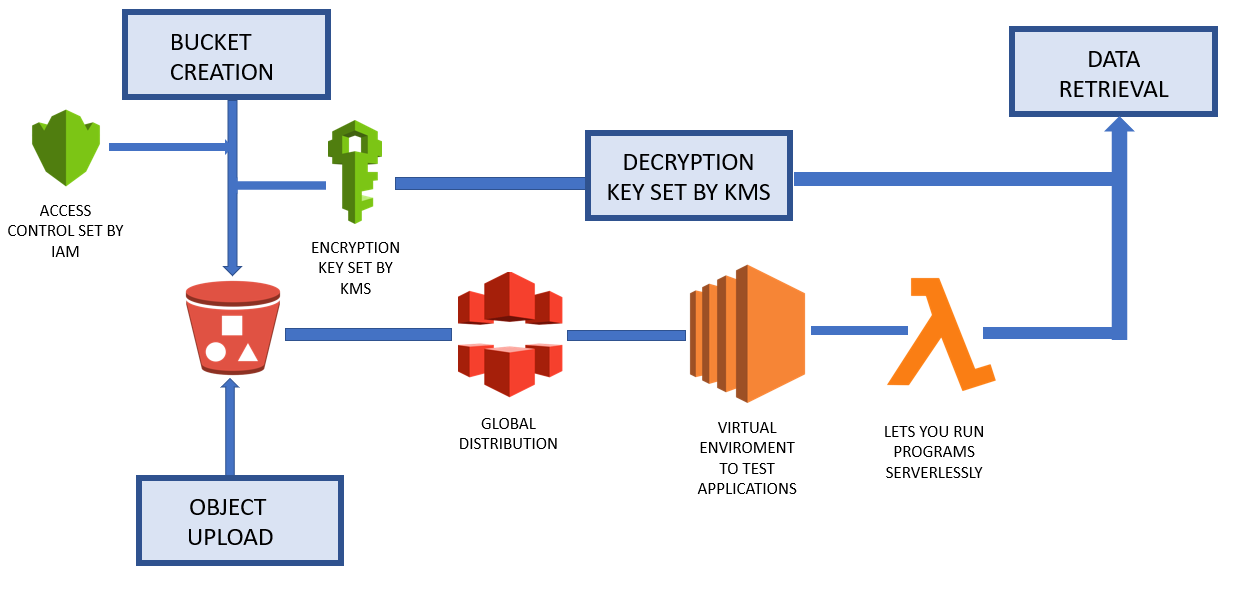 BUCKET
CREATION
DATA
RETRIEVAL
ACCESS
CONTROL SET BY
IAM
ENCRYPTION
KEY SET BY
KMS
DECRYPTION
KEY SET BY KMS
GLOBAL
DISTRIBUTION
VIRTUAL
ENVIROMENT
TO TEST
APPLICATIONS
LETS YOU RUN
PROGRAMS
SERVERLESSLY
OBJECT
UPLOAD